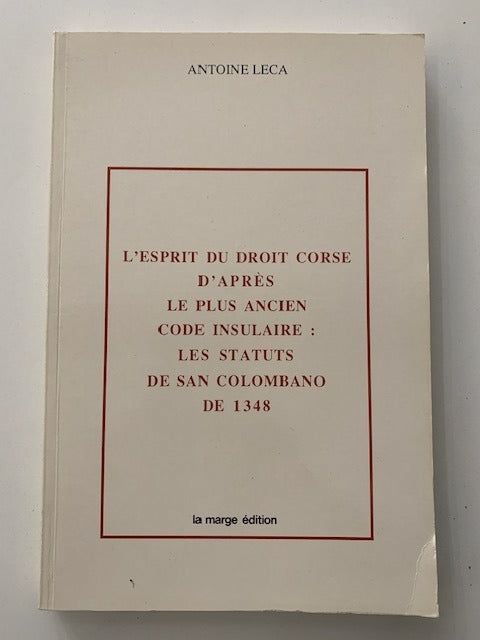 ANTOINE LECA
L'ESPRIT DU DROIT CORSE
D'APRÈS
LE PLUS ANCIEN
CODE INSULAIRE :
LES STATUTS
DE SAN COLOMBANO
DE 1348
la marge édition